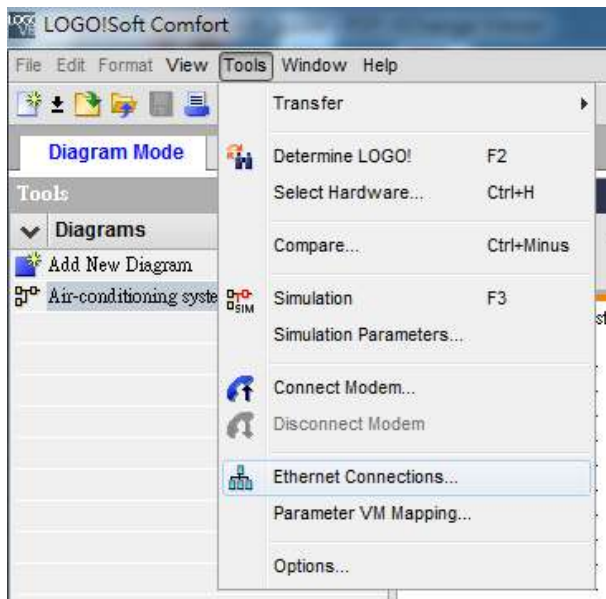 LOGO!Soft Comfort
File Edit Format View Tools Window Help
Transfer
Diagram Mode
Determine LOGO! F2
Tools
Select Hardware... Ctrl+H
Diagrams
Compare... Ctrl+Minus
Add New Diagram
Air-conditioning syste
Simulation F3
SIM
Simulation Parameters...
Connect Modem...
Disconnect Modem
Ethernet Connections...
Parameter VM Mapping...
Options...